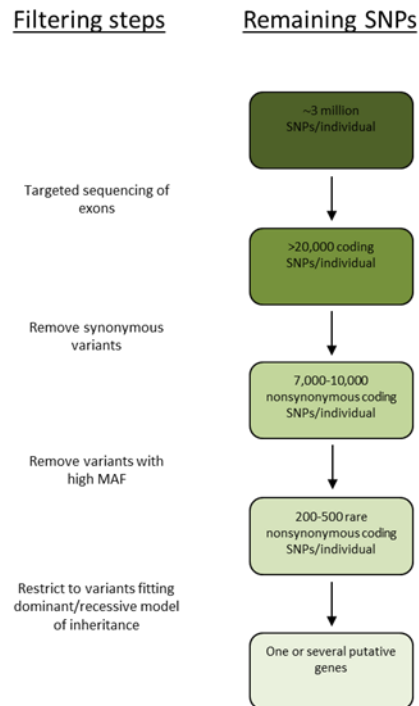 Filtering steps
Remaining SNPs
~3 million
SNPs/individual
Targeted sequencing of
exons
>20,000 coding
SNPs/individual
Remove synonymous
variants
7,000-10,000
nonsynonymous coding
SNPs/individual
Remove variants with
high MAF
200-500 rare
nonsynonymous coding
SNPs/individual
Restrict to variants fitting
dominant/recessive model
of inheritance
One or several putative
genes